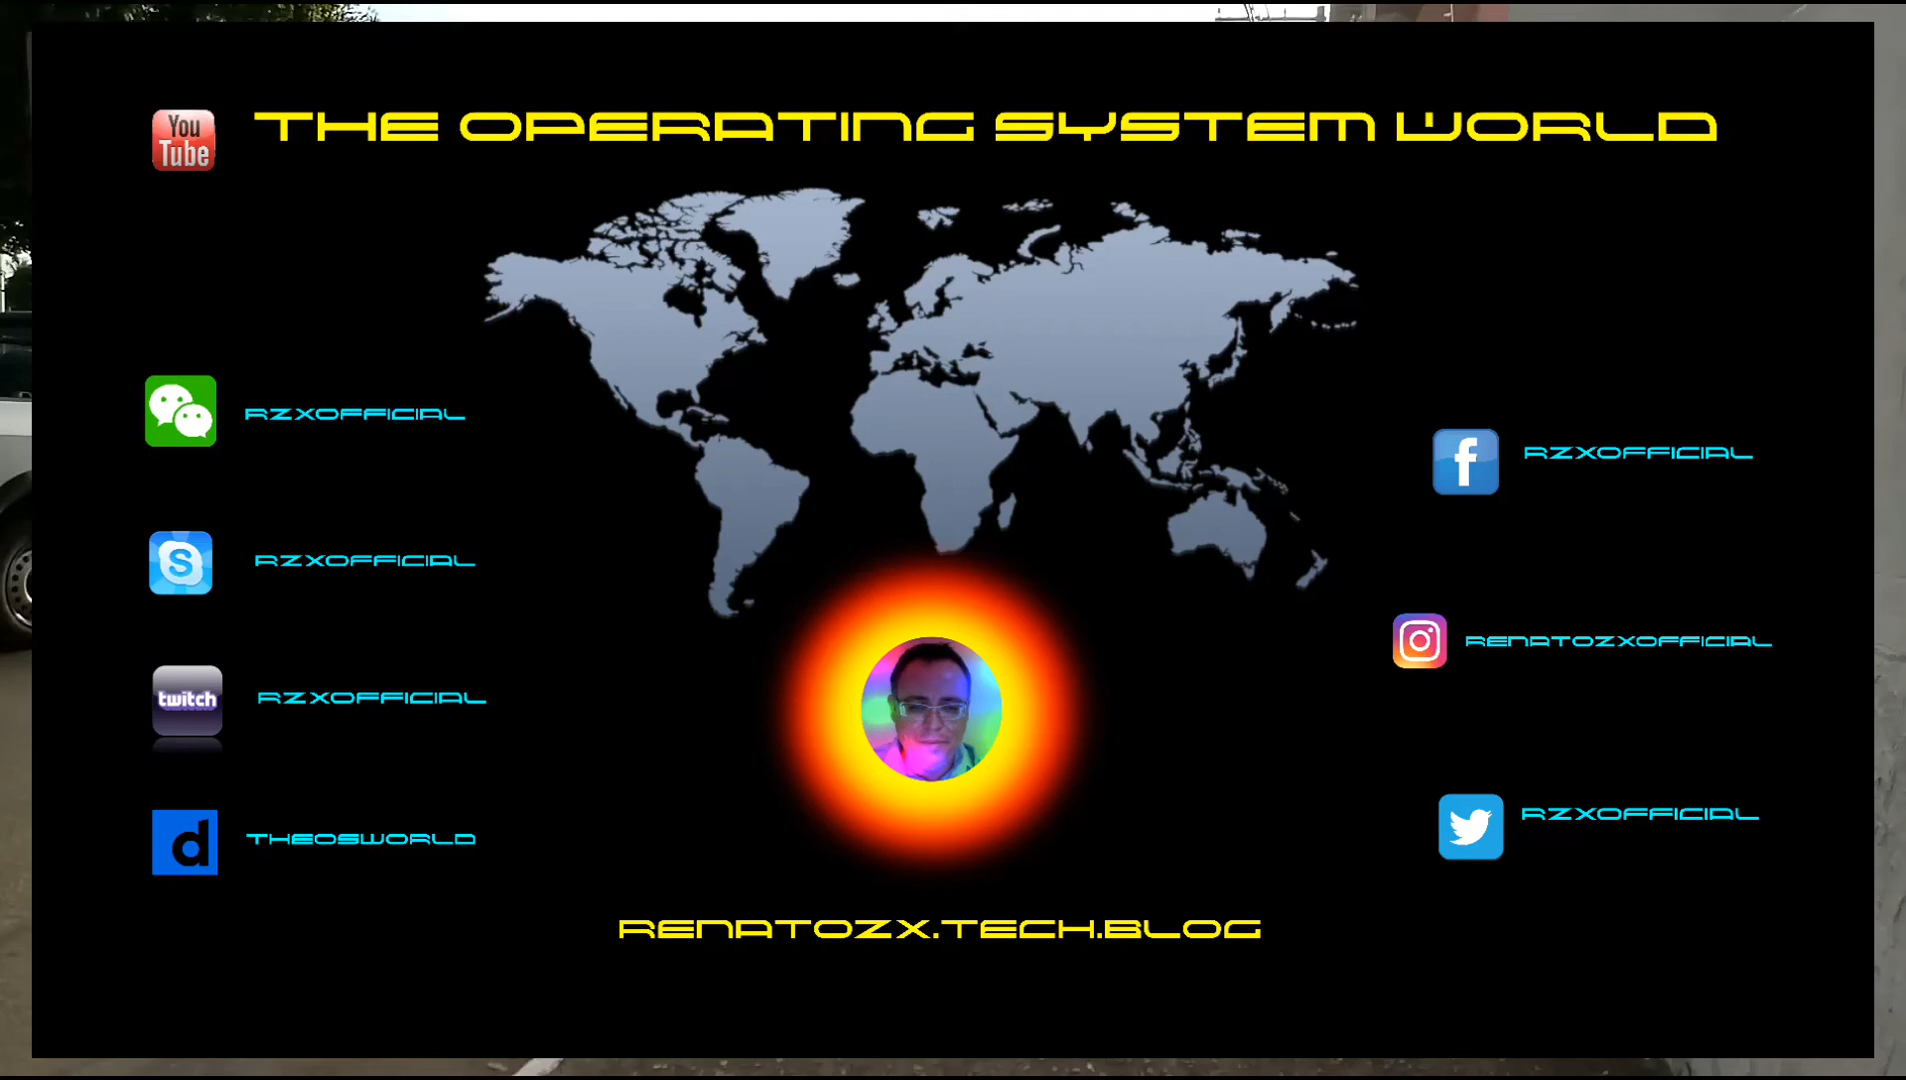 You
Tube
THE OPERATING SYSTEM WORLD
RZXOFFICIAL
RZXOFFICIAL
S
RZXOFFICIAL
f
RENATOZXOFFICIAL
twitch
RZXOFFICIAL
RZXOFFICIAL
d
THEOSWORLD
RENATOZX.TECH.BLOG